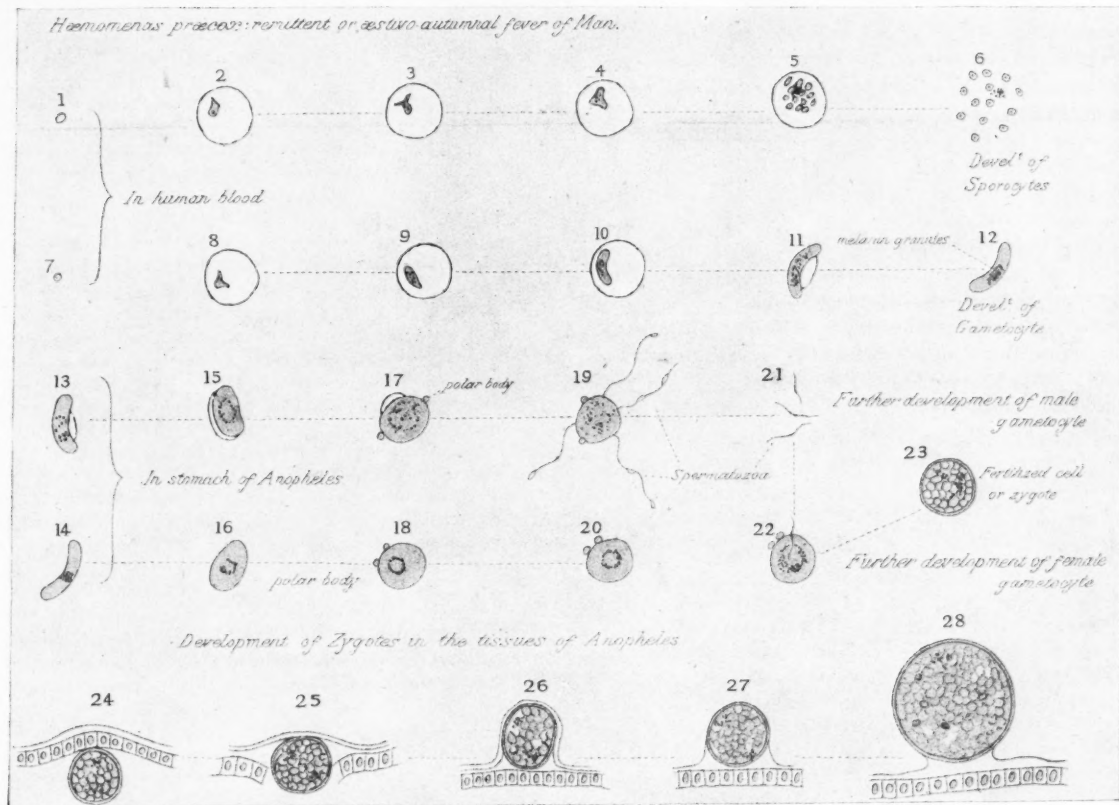 Hæmomenas præcox: remittent or æstivo-autumnal fever of Man.
1
2
3
4
5
6
Devel.t of
Sporocytes
In human blood
7
8
9
10
11
melanin granules
12
Devel.t of
Gametocyte
13
15
17
polar body
19
21
Further development of male
gametocyte
In stomach of Anopheles
Spermatozoa
23
Fertilized cell
or zygote
14
16
polar body
18
20
22
Further development of female
gametocyte
Development of Zygotes in the tissues of Anopheles
24
25
26
27
28